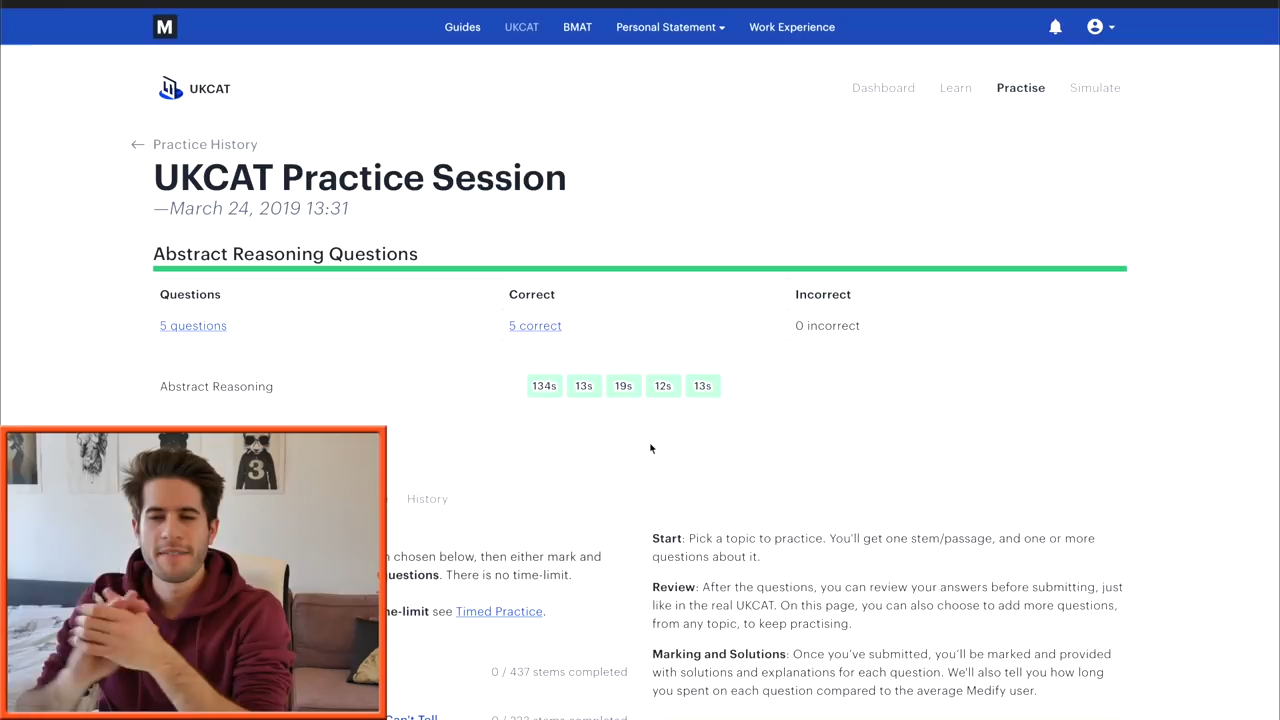 M
Guides UKCAT BMAT Personal Statement Work Experience
UKCAT
Dashboard Learn Practise Simulate
← Practice History
UKCAT Practice Session
—March 24, 2019 13:31
Abstract Reasoning Questions
Questions Correct Incorrect
5 questions 5 correct 0 incorrect
Abstract Reasoning 134s 13s 19s 12s 13s
3
History
chosen below, then either mark and
questions. There is no time-limit.
see Timed Practice.
0 / 437 stems completed
Can't Tell
stems completed
Start: Pick a topic to practice. You'll get one stem/passage, and one or more
questions about it.
Review: After the questions, you can review your answers before submitting, just
like in the real UKCAT. On this page, you can also choose to add more questions,
from any topic, to keep practising.
Marking and Solutions: Once you've submitted, you'll be marked and provided
with solutions and explanations for each question. We'll also tell you how long
you spent on each question compared to the average Medify user.